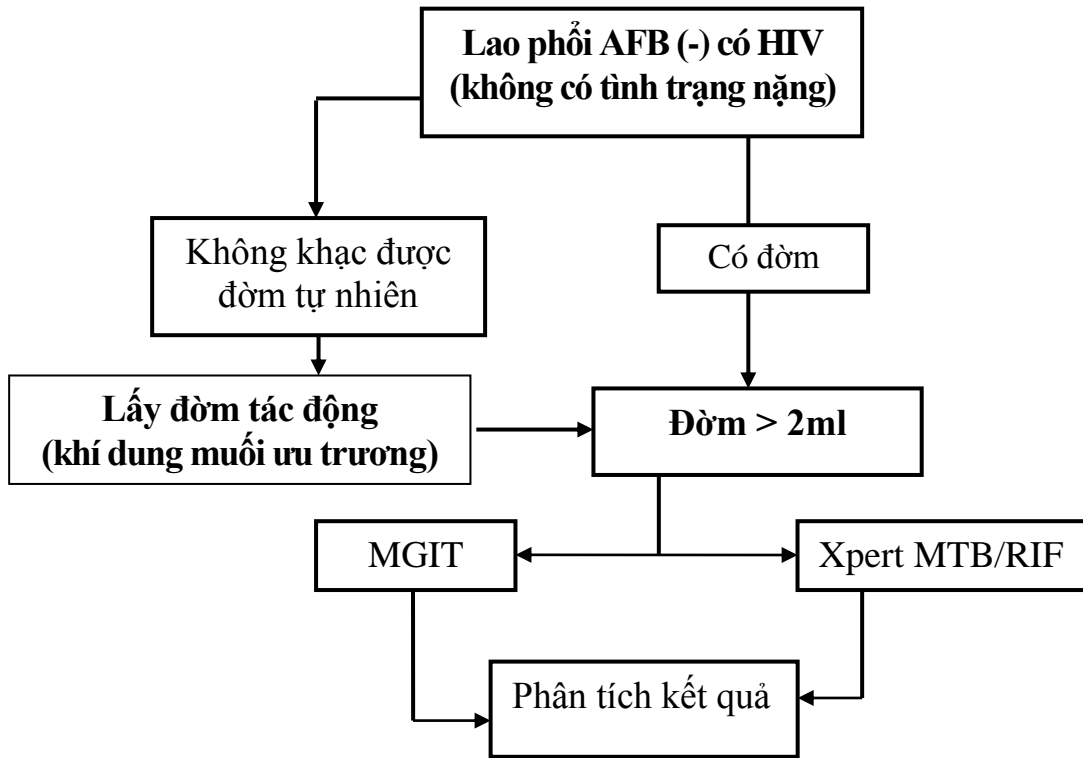 Lao phổi AFB (-) có HIV
(không có tình trạng nặng)
Không khạc được
đờm tự nhiên
Có đờm
Lấy đờm tác động
(khí dung muối ưu trương)
Đờm > 2ml
MGIT
Xpert MTB/RIF
Phân tích kết quả